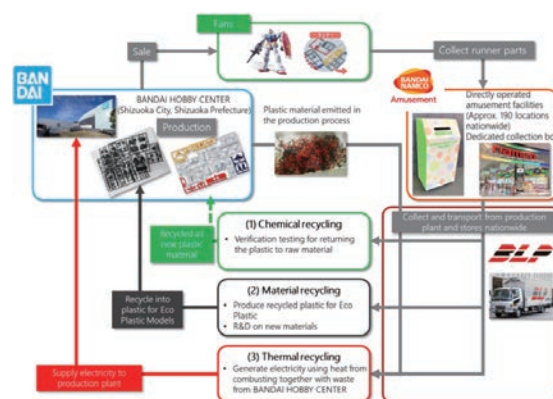 Fans
Sale
Collect runner parts
BAN
DAI
BANDAI HOBBY CENTER
(Shizuoka City, Shizuoka Prefecture)
Production
Plastic material emitted in
the production process
BANDAI
NAMCO
Amusement
Directly operated
amusement facilities
(Approx. 190 locations
nationwide)
Dedicated collection bo
Collect and transport from production
plant and stores nationwide
BLP
Recycled as
new plastic
material
(1) Chemical recycling
• Verification testing for returning
the plastic to raw material
Recycle into
plastic for Eco
Plastic Models
(2) Material recycling
• Produce recycled plastic for Eco
Plastic
• R&D on new materials
Supply electricity to
production plant
(3) Thermal recycling
• Generate electricity using heat from
combusting together with waste
from BANDAI HOBBY CENTER